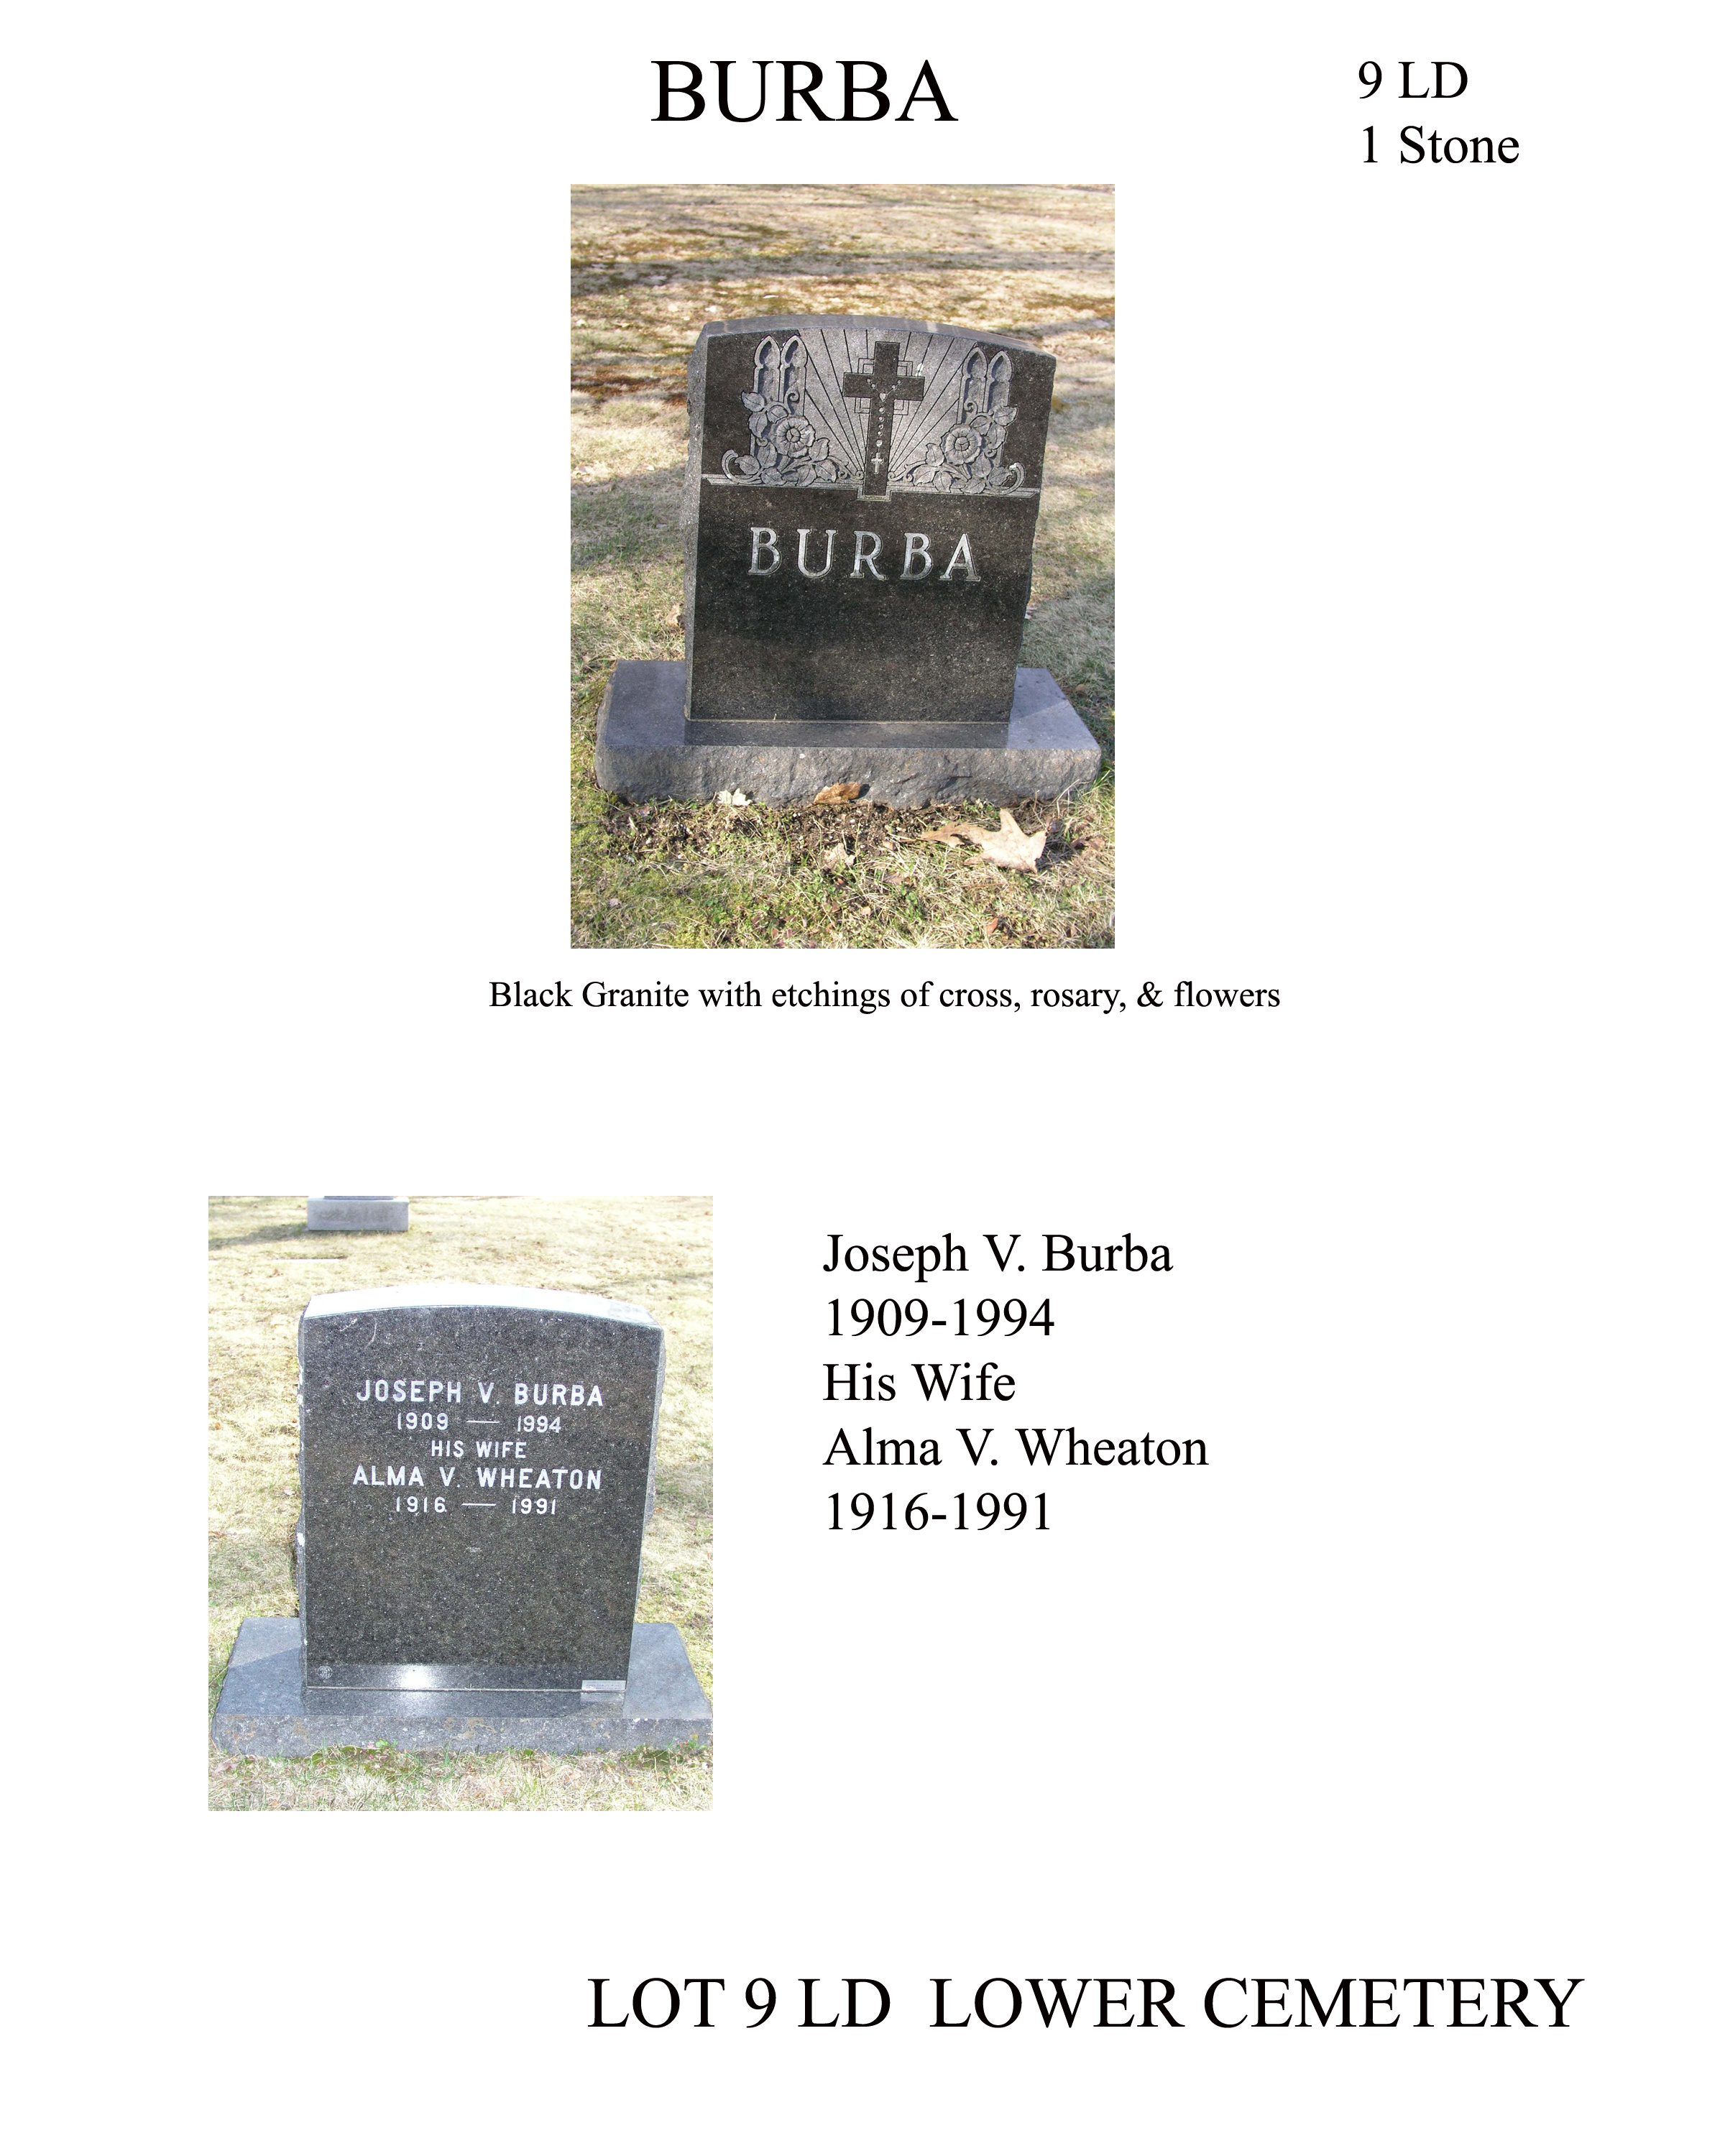 BURBA
9 LD
1 Stone
BURBA
Black Granite with etchings of cross, rosary, & flowers
JOSEPH V. BURBA
1909 — 1994
HIS WIFE
ALMA V. WHEATON
1916 — 1991
Joseph V. Burba
1909-1994
His Wife
Alma V. Wheaton
1916-1991
LOT 9 LD  LOWER CEMETERY